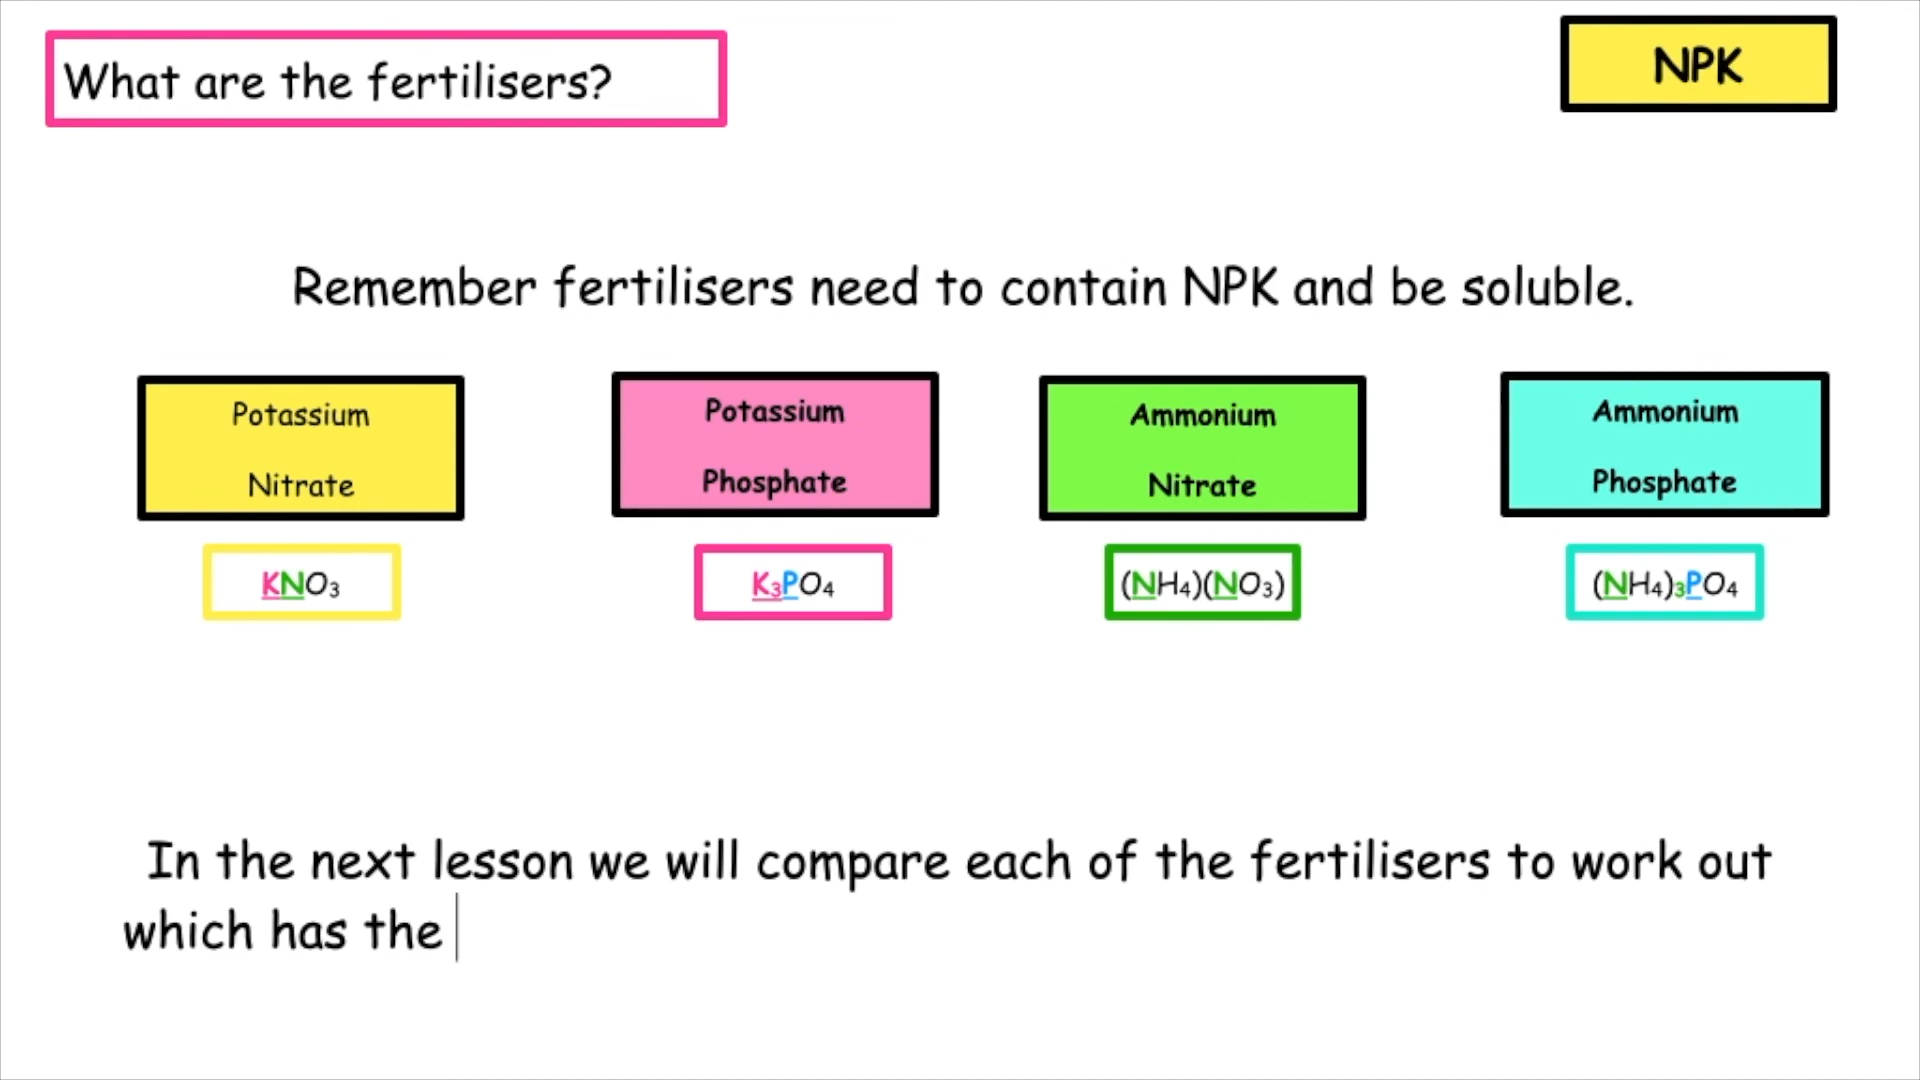 What are the fertilisers?
NPK
Remember fertilisers need to contain NPK and be soluble.
Potassium
Nitrate
Potassium
Phosphate
Ammonium
Nitrate
Ammonium
Phosphate
KNO₃
K₃PO₄
(NH₄)(NO₃)
(NH₄)₃PO₄
In the next lesson we will compare each of the fertilisers to work out
which has the